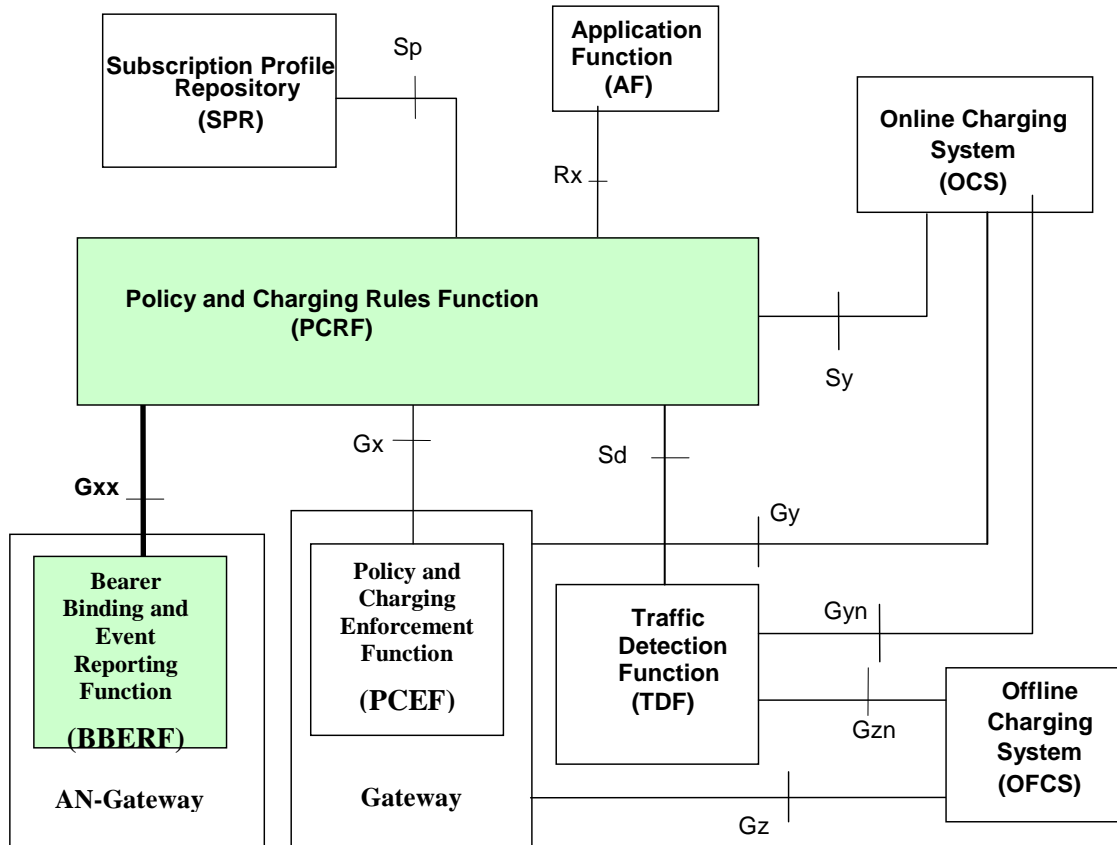 Sp
Application
Function
(AF)
Subscription Profile
Repository
(SPR)
Online Charging
System
(OCS)
Rx
Policy and Charging Rules Function
(PCRF)
Sy
Gx
Sd
Gxx
Gy
Bearer
Binding and
Event
Reporting
Function
(BBERF)
AN-Gateway
Policy and
Charging
Enforcement
Function
(PCEF)
Gateway
Traffic
Detection
Function
(TDF)
Gyn
Gzn
Offline
Charging
System
(OFCS)
Gz